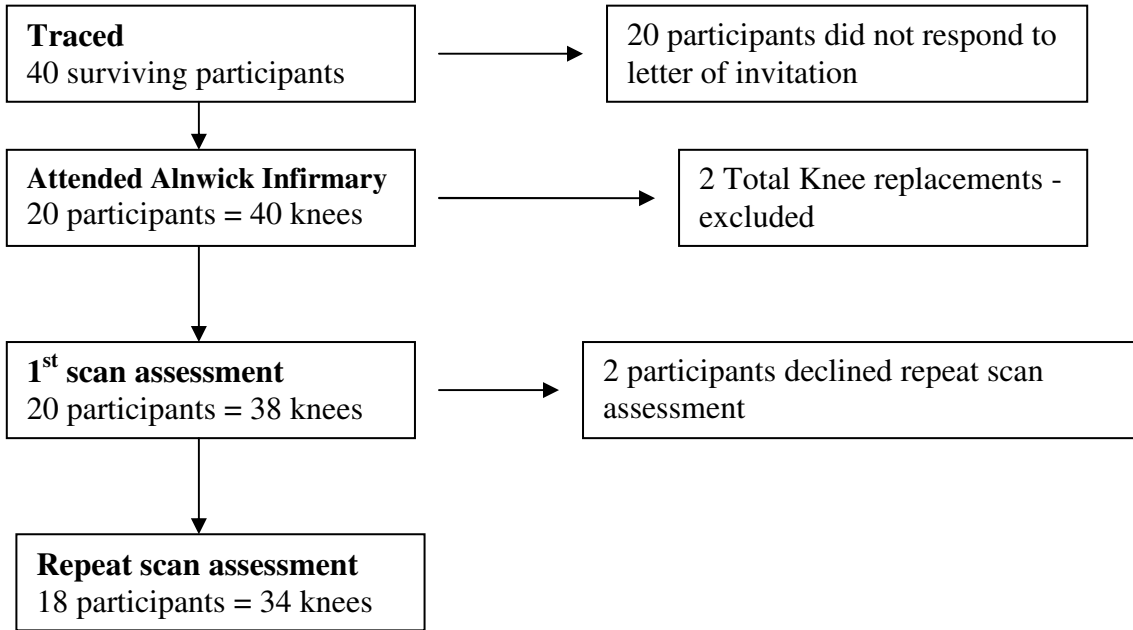 Traced
40 surviving participants
20 participants did not respond to
letter of invitation
Attended Alnwick Infirmary
20 participants = 40 knees
2 Total Knee replacements -
excluded
1st scan assessment
20 participants = 38 knees
2 participants declined repeat scan
assessment
Repeat scan assessment
18 participants = 34 knees